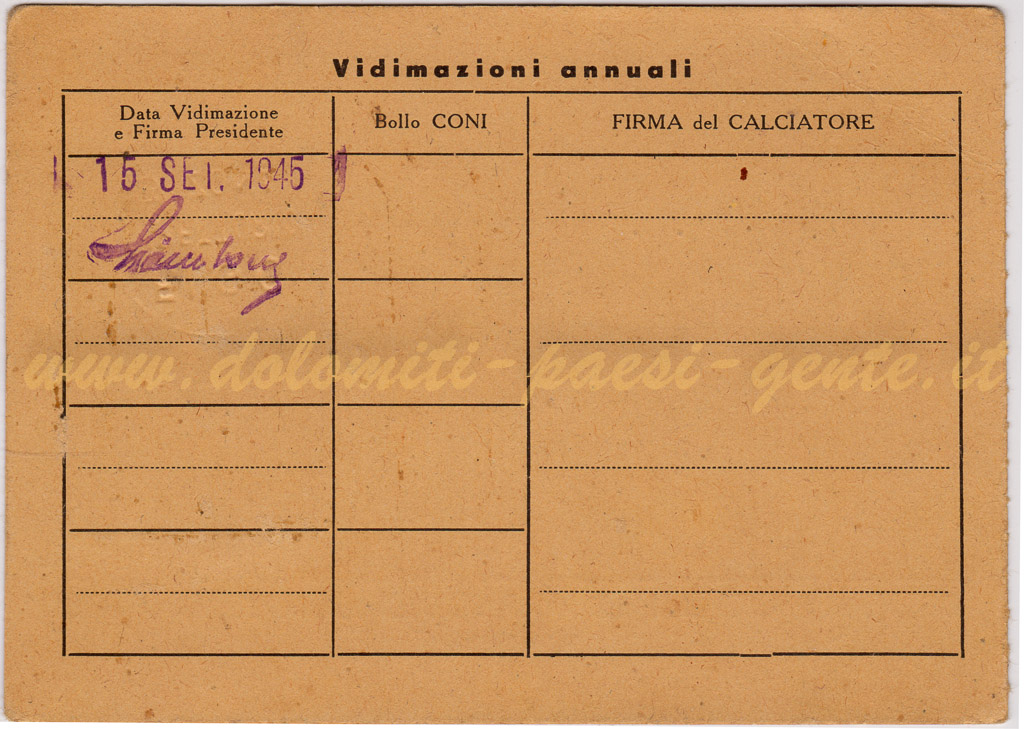 Vidimazioni annuali
Data Vidimazione
e Firma Presidente
Bollo CONI
FIRMA del CALCIATORE
15 SET. 1945
www.dolomiti-paesi-gente.it